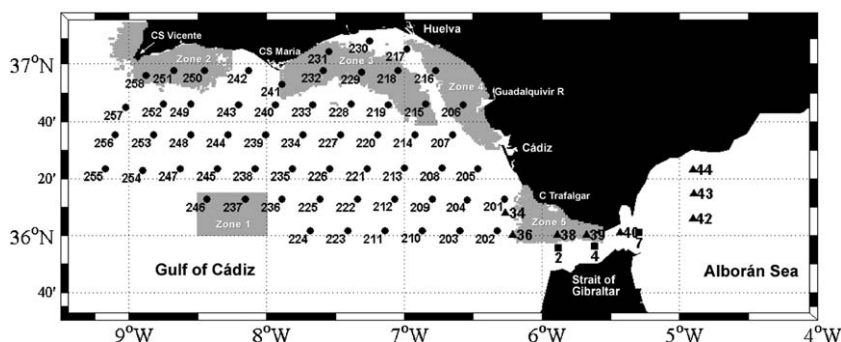 Huelva
CS Vicente
CS Maria
230
217
231
37°N
Zone 2
Zone 3
258 251 250 242 232 229 218 216
241
Zone 4
Guadalquivir R
257 252 249 243 240 233 228 219 215 206
40'
256 253 248 244 239 234 227 220 214 207
Cádiz
255 254 247 245 238 235 226 221 213 208 205
44
20'
C Trafalgar
43
246 237 236 225 222 212 209 204 201
34
42
Zone 1
Zone 5
36°N
224 223 211 210 203 202
36 38 39 40
2 4 7
Gulf of Cádiz
Strait of
Gibraltar
Alborán Sea
40'
9°W 8°W 7°W 6°W 5°W 4°W